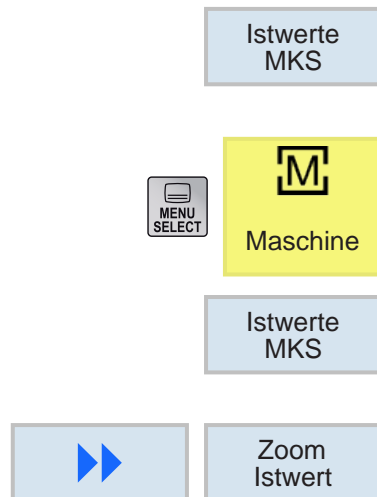 Istwerte
MKS
M
MENU
SELECT
Maschine
Istwerte
MKS
Zoom
Istwert